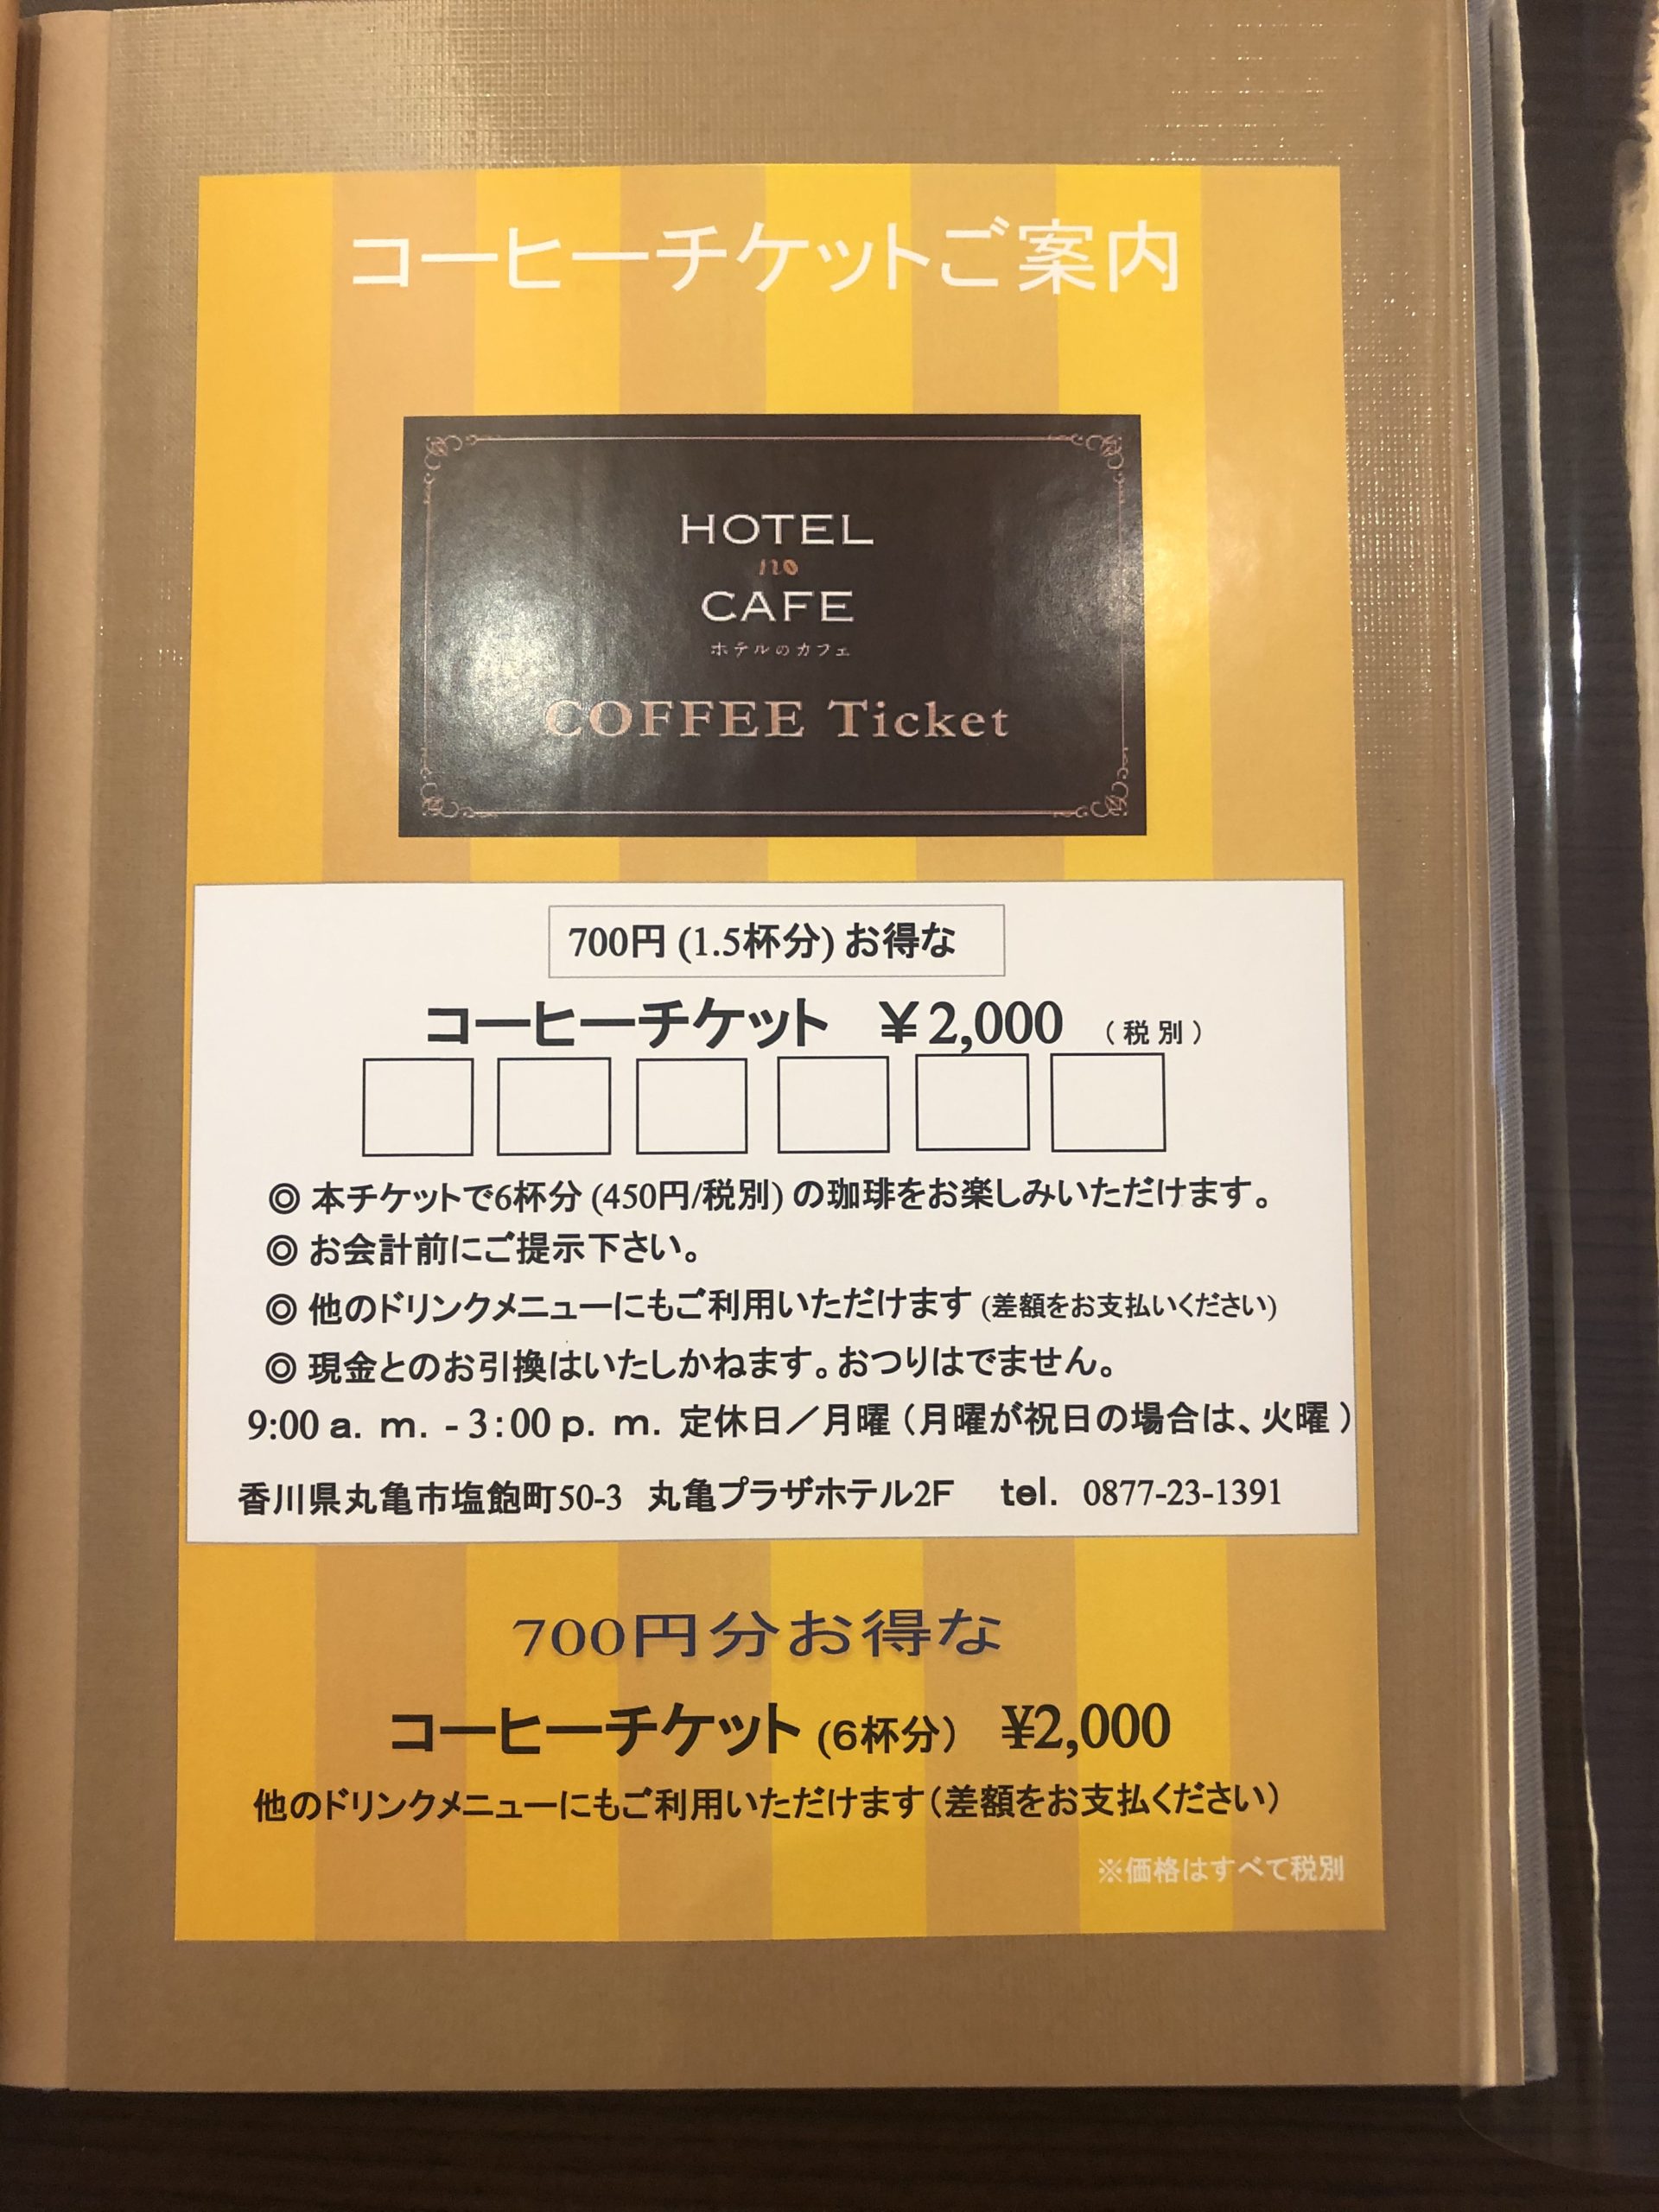 コーヒーチケットご案内
HOTEL
no
CAFE
ホテルのカフェ
COFFEE Ticket
700円 (1.5杯分) お得な
コーヒーチケット ￥2,000 （税別）
◎ 本チケットで6杯分 (450円/税別) の珈琲をお楽しみいただけます。
◎ お会計前にご提示下さい。
◎ 他のドリンクメニューにもご利用いただけます (差額をお支払いください)
◎ 現金とのお引換はいたしかねます。おつりはでません。
9:00 a. m. - 3:00 p. m. 定休日／月曜（月曜が祝日の場合は、火曜）
香川県丸亀市塩飽町50-3 丸亀プラザホテル2F tel. 0877-23-1391
700円分お得な
コーヒーチケット (６杯分） ¥2,000
他のドリンクメニューにもご利用いただけます（差額をお支払ください）
※価格はすべて税別